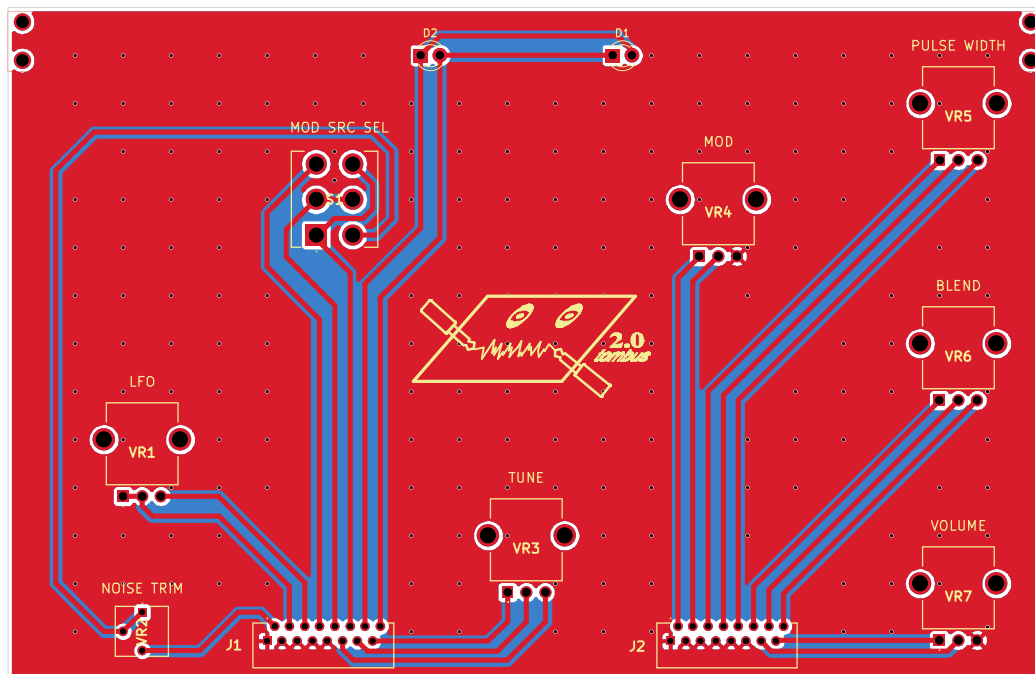 D2
D1
PULSE WIDTH
VR5
MOD SRC SEL
S1
MOD
VR4
BLEND
VR6
2.0
tombus
LFO
VR1
TUNE
VR3
VOLUME
VR7
NOISE TRIM
VR2
J1
J2